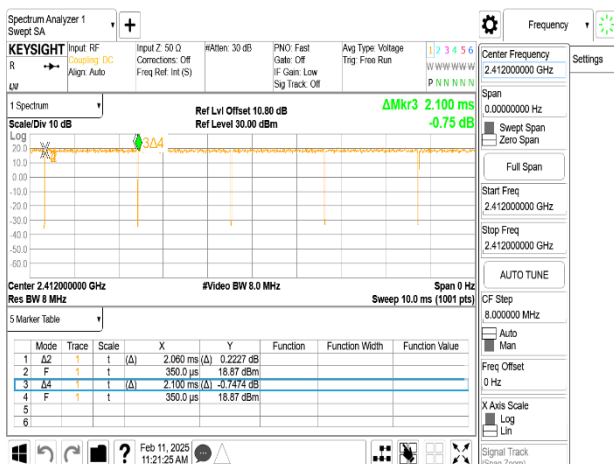 Spectrum Analyzer 1
Swept SA
Frequency
KEYSIGHT
R
Input: RF
Coupling: DC
Align: Auto
Input Z: 50 Ω
Corrections: Off
Freq Ref: Int (S)
#Atten: 30 dB
PNO: Fast
Gate: Off
IF Gain: Low
Sig Track: Off
Avg Type: Voltage
Trig: Free Run
1 2 3 4 5 6
W W W W W W
P N N N N N
Center Frequency
2.412000000 GHz
Settings
Span
0.00000000 Hz
Swept Span
Zero Span
Full Span
Start Freq
2.412000000 GHz
Stop Freq
2.412000000 GHz
AUTO TUNE
CF Step
8.000000 MHz
Auto
Man
Freq Offset
0 Hz
X Axis Scale
Log
Lin
Signal Track
(Span Zoom)
1 Spectrum
Scale/Div 10 dB
Ref Lvl Offset 10.80 dB
Ref Level 30.00 dBm
ΔMkr3 2.100 ms
-0.75 dB
Log
20.0
10.0
0.00
-10.0
-20.0
-30.0
-40.0
-50.0
-60.0
3Δ4
Center 2.412000000 GHz
Res BW 8 MHz
#Video BW 8.0 MHz
Span 0 Hz
Sweep 10.0 ms (1001 pts)
5 Marker Table
Mode Trace Scale X Y Function Function Width Function Value
1 Δ2 1 t (Δ) 2.060 ms (Δ) 0.2227 dB
2 F 1 t 350.0 µs 18.87 dBm
3 Δ4 1 t (Δ) 2.100 ms (Δ) -0.7474 dB
4 F 1 t 350.0 µs 18.87 dBm
5
6
?
Feb 11, 2025
11:21:25 AM